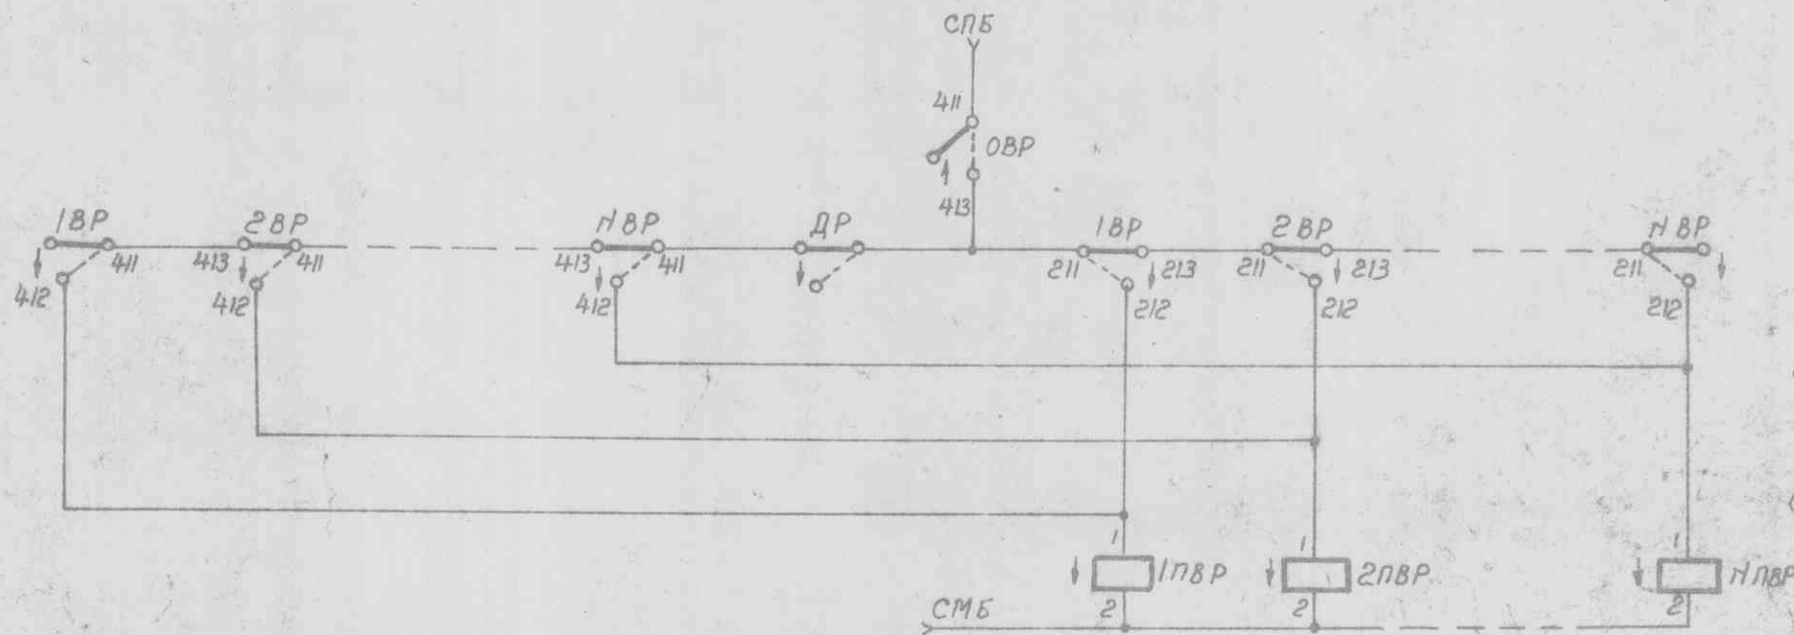 СПБ
411
ОВР
413
1ВР 2ВР НВР ДР 1ВР 2ВР НВР
411 413 411 413 411 211 213 211 213 211
412 412 412 212 212 212
1 1 1
1ПВР 2ПВР НПВР
2 2 2
СМБ